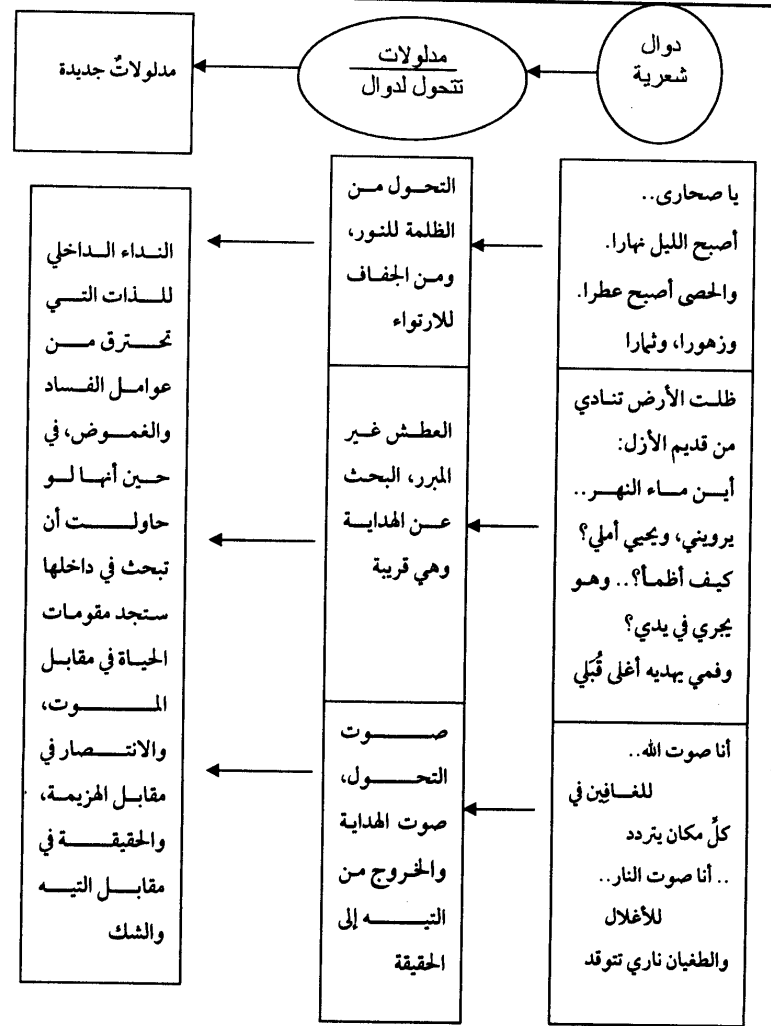 دوال
شعرية
مدلولات
تتحول لدوال
مدلولاتٌ جديدة
يا صحارى..
أصبح الليل نهارا.
والحصى أصبح عطرا.
وزهورا، وثمارا
ظلت الأرض تنادي
من قديم الأزل:
أين ماء النهر..
يرويني، ويحيي أملي؟
كيف أظمأ؟.. وهو
يجري في يدي؟
وفمي يهديه أغلى قُبَلي
أنا صوت الله..
للغافِين في
كلِّ مكان يتردد
.. أنا صوت النار..
للأغلال
والطغيان ناري تتوقد
التحول من
الظلمة للنور،
ومن الجفاف
للارتواء
العطش غير
المبرر، البحث
عن الهداية
وهي قريبة
صوت
التحول،
صوت الهداية
والخروج من
التيه إلى
الحقيقة
النداء الداخلي
للذات التي
تحترق من
عوامل الفساد
والغموض، في
حين أنها لو
حاولت أن
تبحث في داخلها
ستجد مقومات
الحياة في مقابل
الموت،
والانتصار في
مقابل الهزيمة،
والحقيقة في
مقابل التيه
والشك